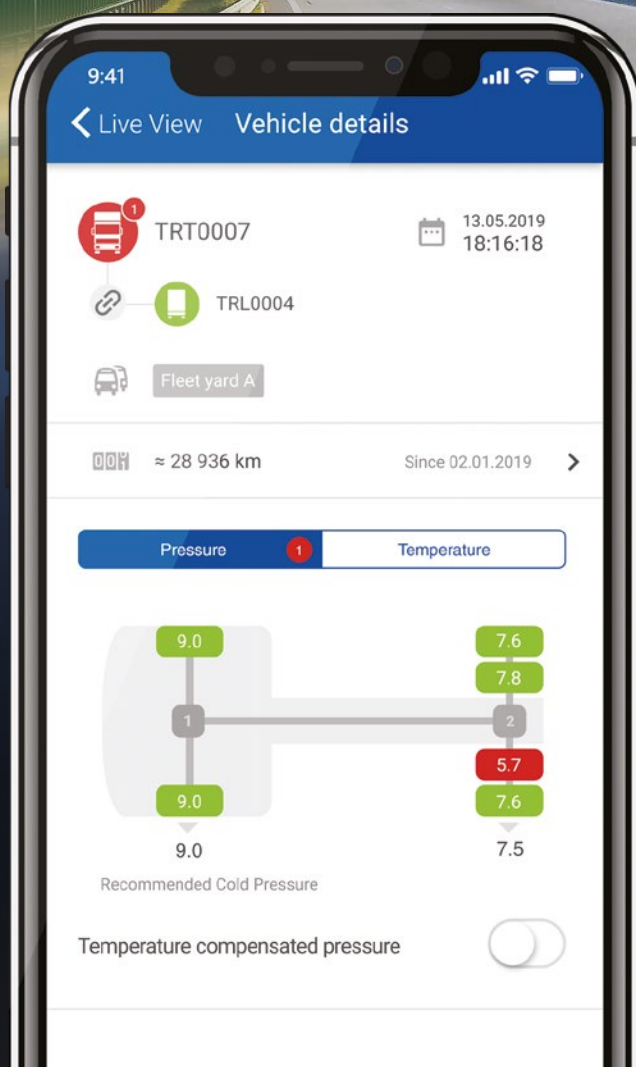 9:41
Live View Vehicle details
1
TRT0007
13.05.2019
18:16:18
TRL0004
Fleet yard A
≈ 28 936 km
Since 02.01.2019
Pressure 1 Temperature
9.0
7.6
7.8
1
2
5.7
9.0
7.6
9.0
7.5
Recommended Cold Pressure
Temperature compensated pressure